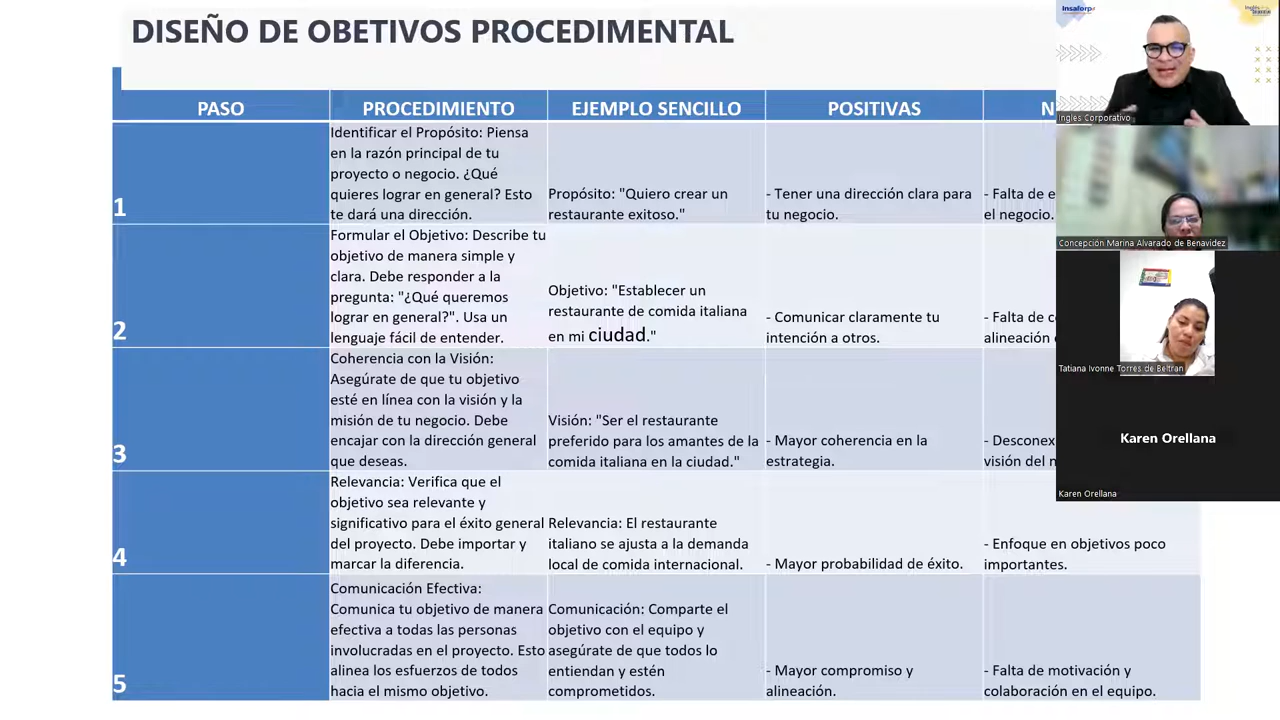 DISEÑO DE OBETIVOS PROCEDIMENTAL
PASO
PROCEDIMIENTO
EJEMPLO SENCILLO
POSITIVAS
N
1
Identificar el Propósito: Piensa
en la razón principal de tu
proyecto o negocio. ¿Qué
quieres lograr en general? Esto
te dará una dirección.
Propósito: "Quiero crear un
restaurante exitoso."
- Tener una dirección clara para
tu negocio.
- Falta de e
el negocio.
2
Formular el Objetivo: Describe tu
objetivo de manera simple y
clara. Debe responder a la
pregunta: "¿Qué queremos
lograr en general?". Usa un
lenguaje fácil de entender.
Objetivo: "Establecer un
restaurante de comida italiana
en mi ciudad."
- Comunicar claramente tu
intención a otros.
- Falta de c
alineación
3
Coherencia con la Visión:
Asegúrate de que tu objetivo
esté en línea con la visión y la
misión de tu negocio. Debe
encajar con la dirección general
que deseas.
Visión: "Ser el restaurante
preferido para los amantes de la
comida italiana en la ciudad."
- Mayor coherencia en la
estrategia.
- Desconex
visión del n
4
Relevancia: Verifica que el
objetivo sea relevante y
significativo para el éxito general
del proyecto. Debe importar y
marcar la diferencia.
Relevancia: El restaurante
italiano se ajusta a la demanda
local de comida internacional.
- Mayor probabilidad de éxito.
- Enfoque en objetivos poco
importantes.
5
Comunicación Efectiva:
Comunica tu objetivo de manera
efectiva a todas las personas
involucradas en el proyecto. Esto
alinea los esfuerzos de todos
hacia el mismo objetivo.
Comunicación: Comparte el
objetivo con el equipo y
asegúrate de que todos lo
entiendan y estén
comprometidos.
- Mayor compromiso y
alineación.
- Falta de motivación y
colaboración en el equipo.
Insaforp
Ingles Corporativo
Concepción Marina Alvarado de Benavidez
Tatiana Ivonne Torres de Beltran
Karen Orellana
Karen Orellana